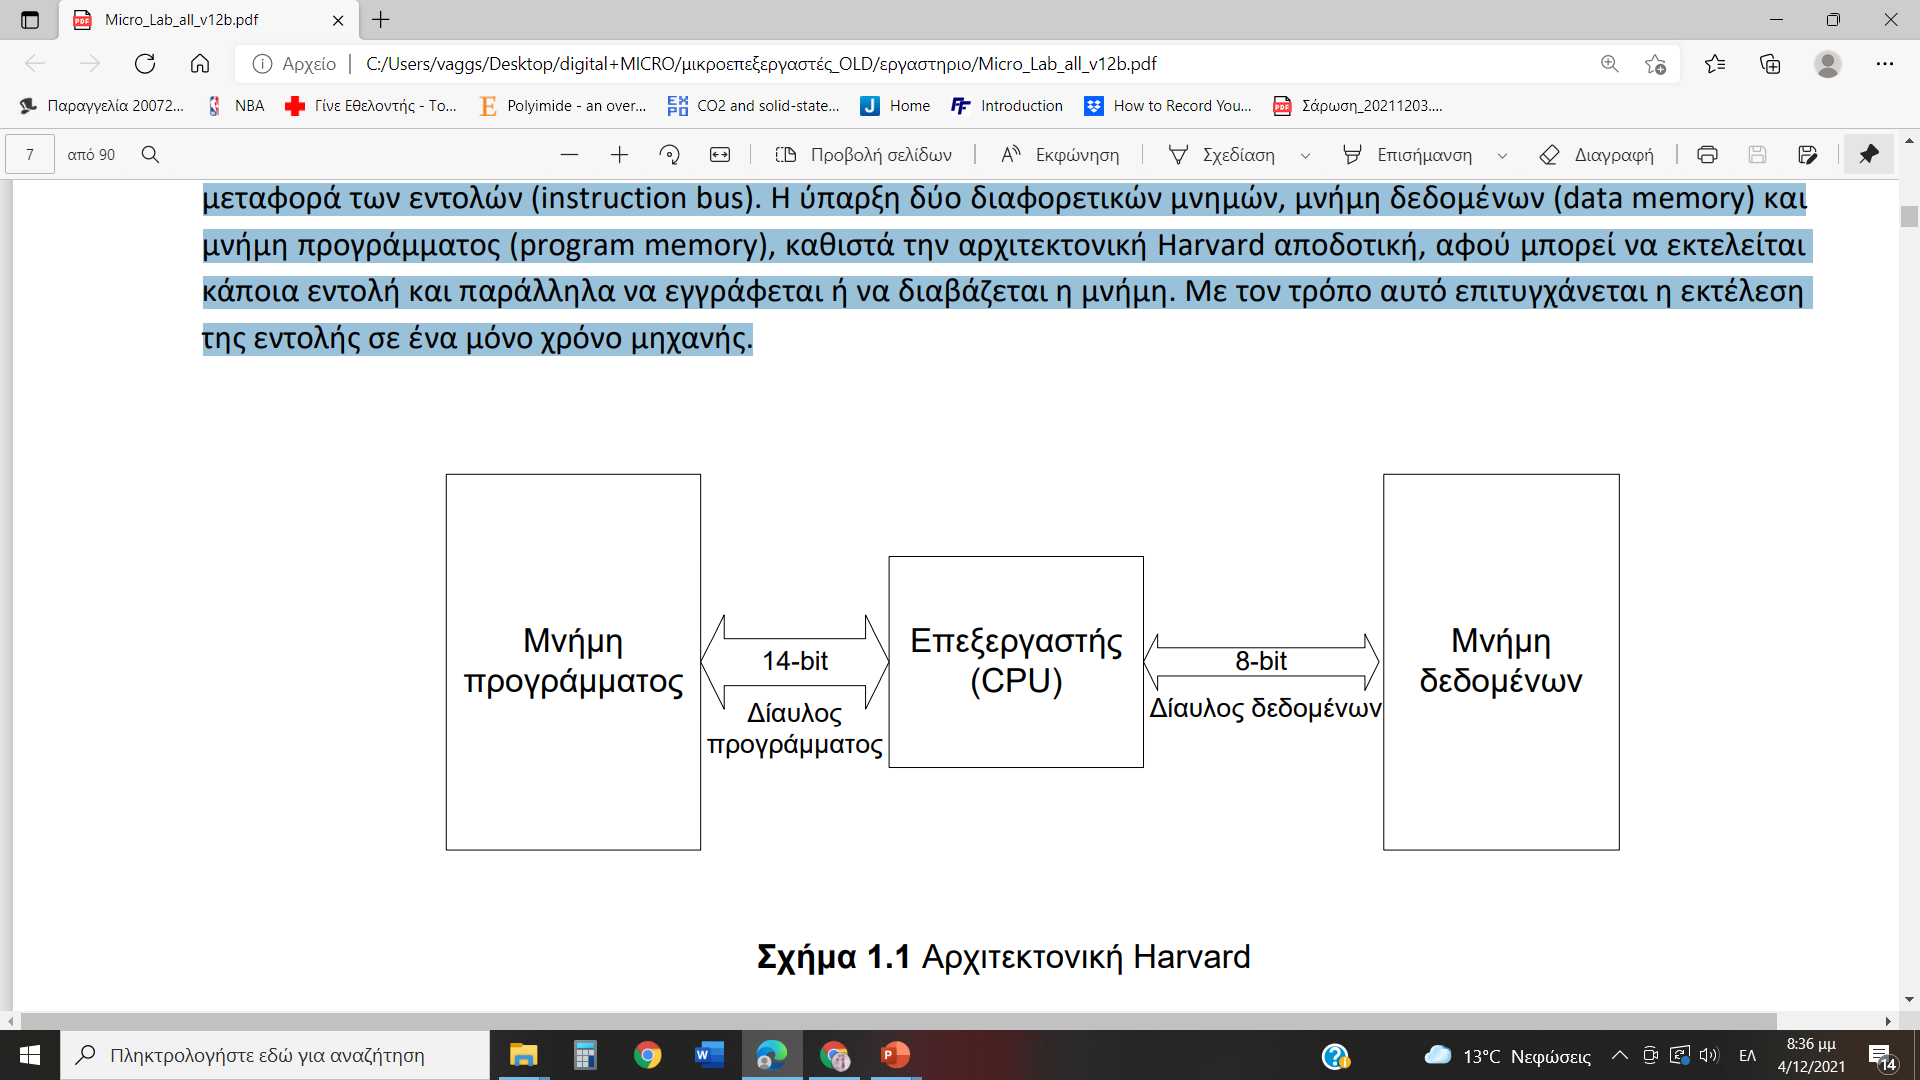 Micro_Lab_all_v12b.pdf
Αρχείο | C:/Users/vaggs/Desktop/digital+MICRO/μικροεπεξεργαστές_OLD/εργαστηριο/Micro_Lab_all_v12b.pdf
Παραγγελία 20072... NBA Γίνε Εθελοντής - Το... Polyimide - an over... CO2 and solid-state... Home Introduction How to Record You... Σάρωση_20211203....
7 από 90 Προβολή σελίδων Εκφώνηση Σχεδίαση Επισήμανση Διαγραφή
μεταφορά των εντολών (instruction bus). Η ύπαρξη δύο διαφορετικών μνημών, μνήμη δεδομένων (data memory) και
μνήμη προγράμματος (program memory), καθιστά την αρχιτεκτονική Harvard αποδοτική, αφού μπορεί να εκτελείται
κάποια εντολή και παράλληλα να εγγράφεται ή να διαβάζεται η μνήμη. Με τον τρόπο αυτό επιτυγχάνεται η εκτέλεση
της εντολής σε ένα μόνο χρόνο μηχανής.
Μνήμη
προγράμματος
14-bit
Δίαυλος
προγράμματος
Επεξεργαστής
(CPU)
8-bit
Δίαυλος δεδομένων
Μνήμη
δεδομένων
Σχήμα 1.1 Αρχιτεκτονική Harvard
Πληκτρολογήστε εδώ για αναζήτηση
13°C Νεφώσεις
ΕΛ
8:36 μμ
4/12/2021
14